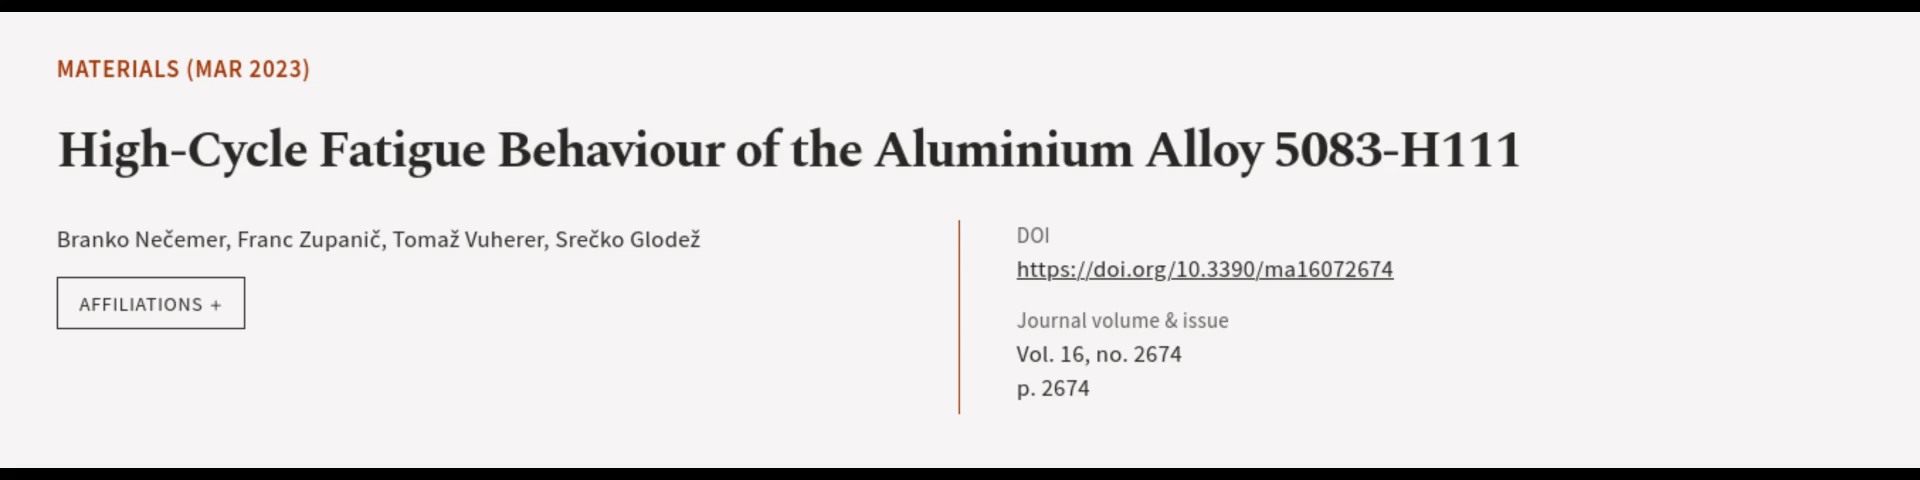 MATERIALS (MAR 2023)
High-Cycle Fatigue Behaviour of the Aluminium Alloy 5083-H111
Branko Nečemer, Franc Zupanič, Tomaž Vuherer, Srečko Glodež
AFFILIATIONS +
DOI
https://doi.org/10.3390/ma16072674
Journal volume & issue
Vol. 16, no. 2674
p. 2674